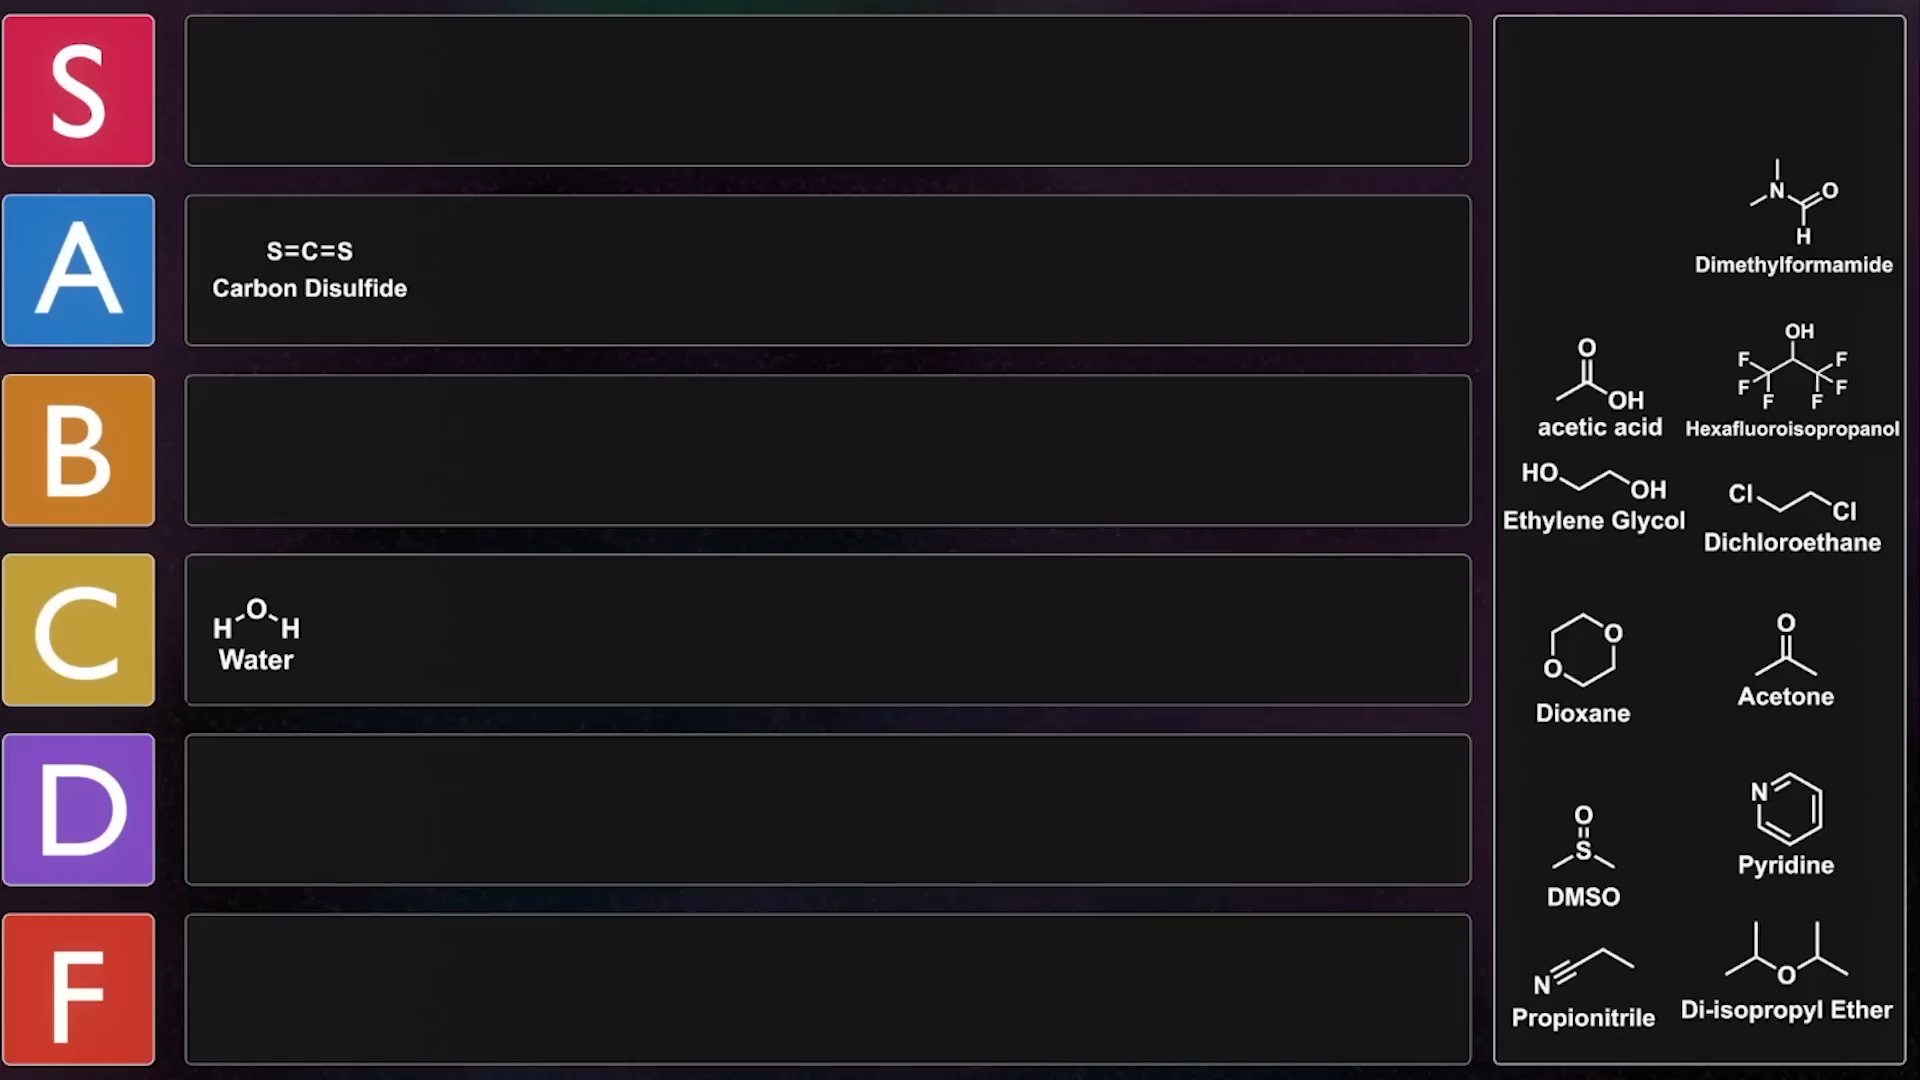 S
A
S=C=S
Carbon Disulfide
B
C
O
H H
Water
D
F
N O
H
Dimethylformamide
O
OH
acetic acid
OH
F F
F F
F F
Hexafluoroisopropanol
HO
OH
Ethylene Glycol
Cl
Cl
Dichloroethane
O
O
Dioxane
O
Acetone
O
S
DMSO
N
Pyridine
N
Propionitrile
O
Di-isopropyl Ether